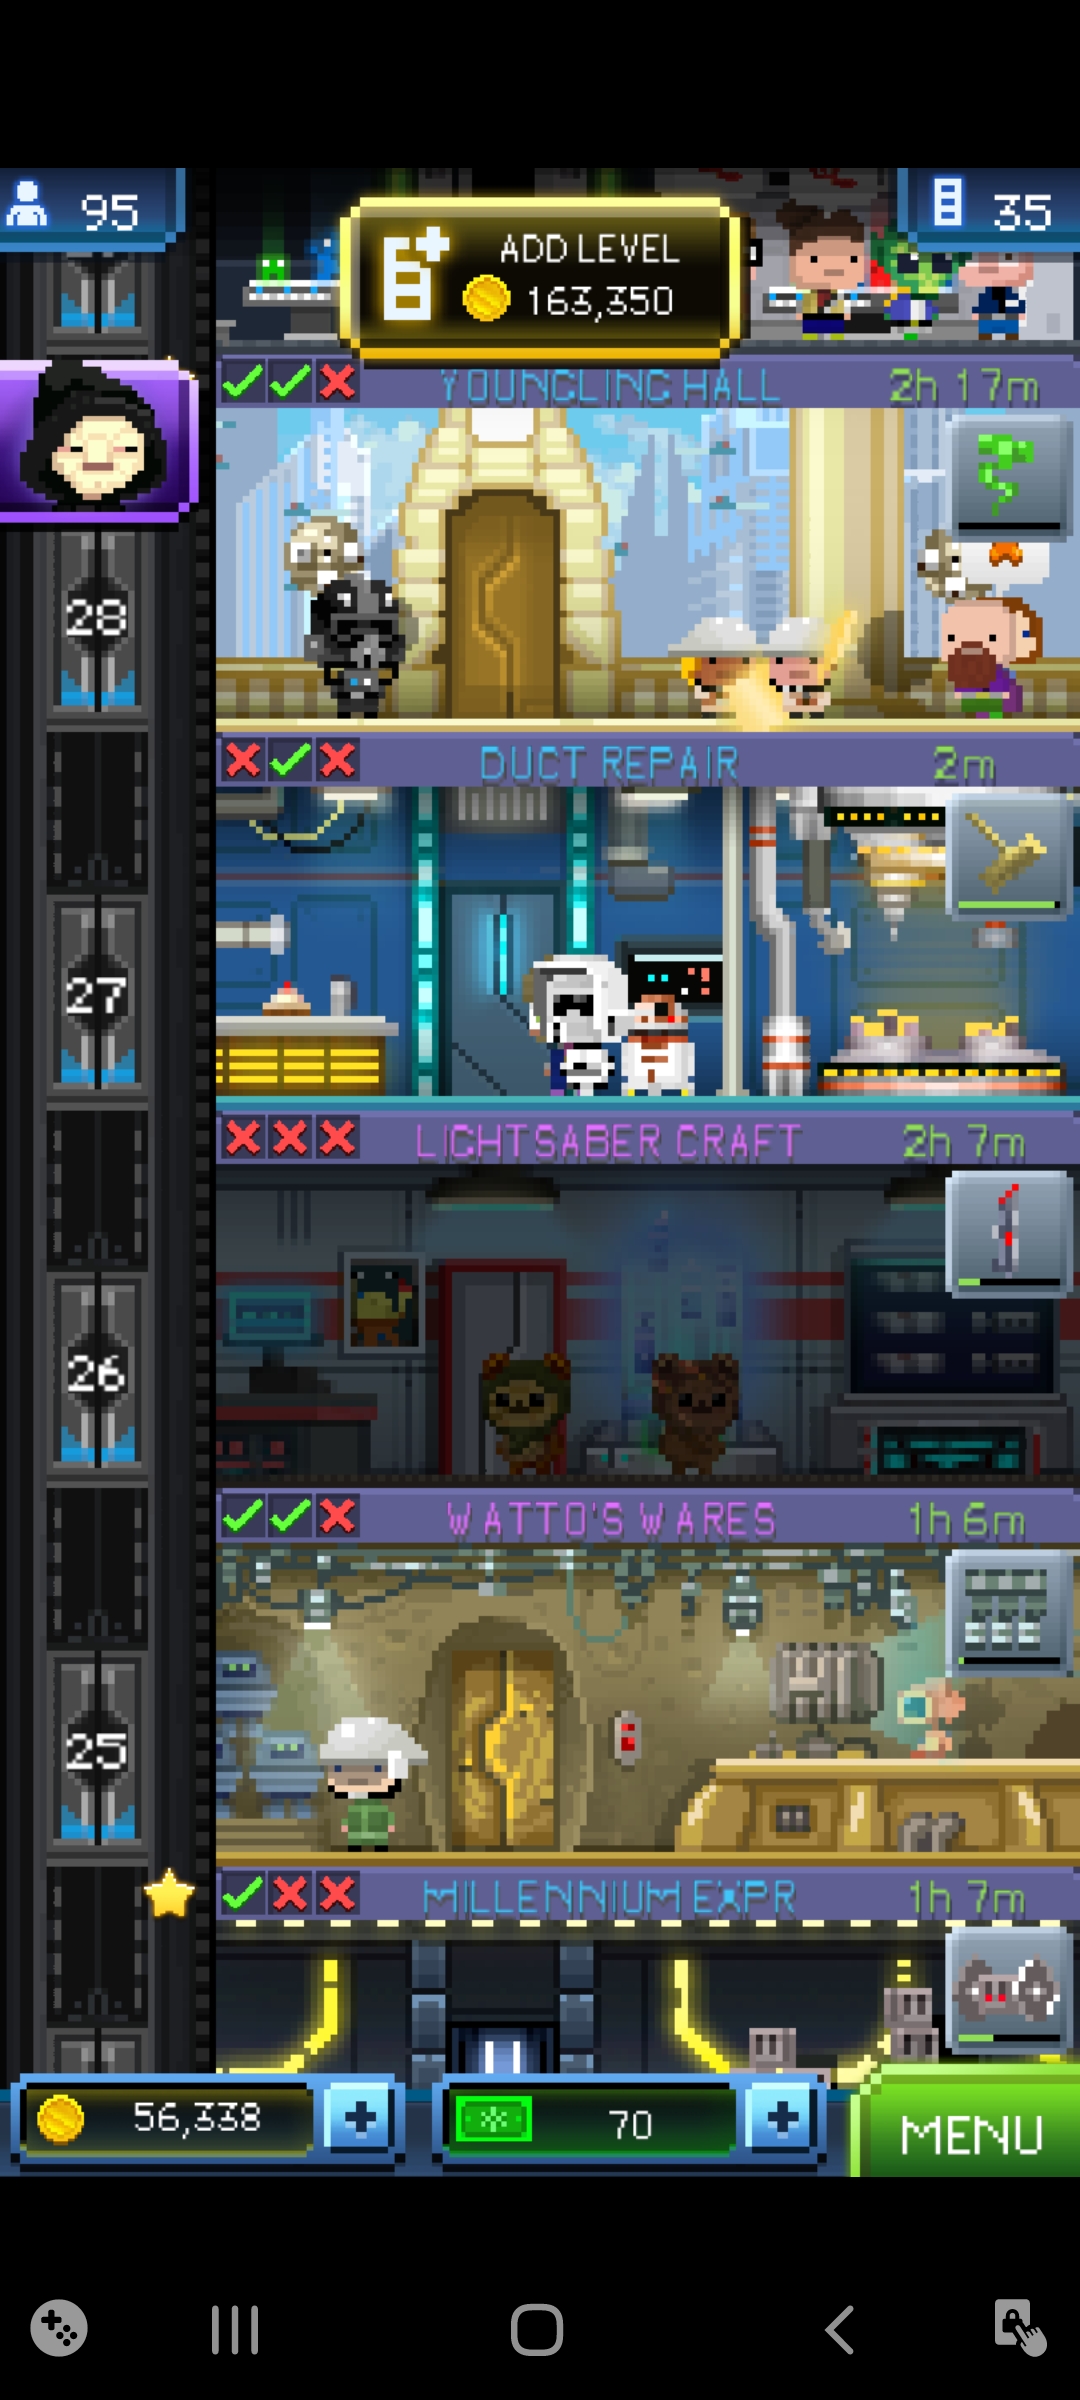 95
ADD LEVEL
163,350
35
YOUNGLING HALL 2h 17m
28
DUCT REPAIR 2m
27
LIGHTSABER CRAFT 2h 7m
26
WATTO'S WARES 1h 6m
25
MILLENNIUM EXPR 1h 7m
56,338
70
MENU